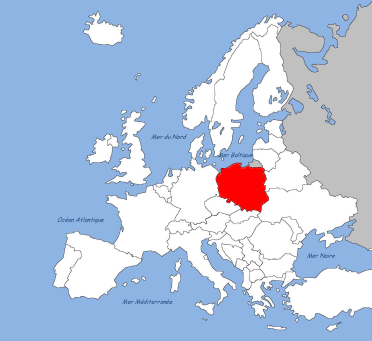 Mer du Nord
Mer Baltique
Océan Atlantique
Mer Noire
Mer Méditerranée